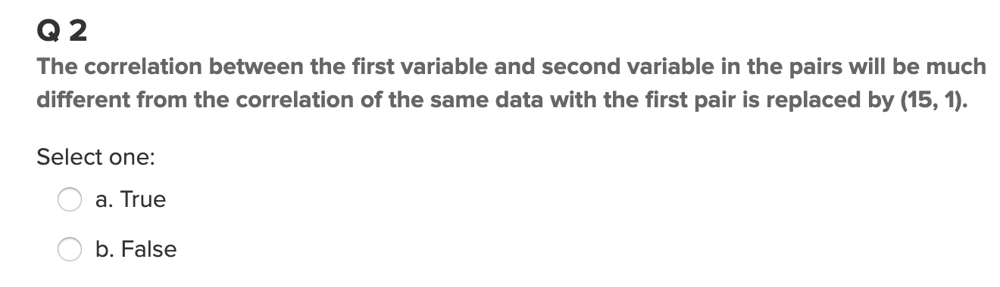 Q 2
The correlation between the first variable and second variable in the pairs will be much
different from the correlation of the same data with the first pair is replaced by (15, 1).
Select one:
a. True
b. False